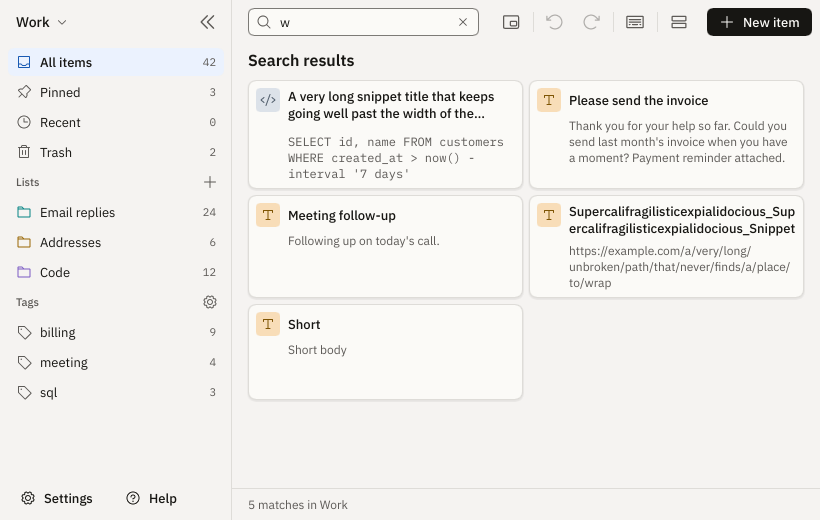 Work
w
New item
All items 42
Pinned 3
Recent 0
Trash 2
Lists
Email replies 24
Addresses 6
Code 12
Tags
billing 9
meeting 4
sql 3
Settings
Help
Search results
</>
A very long snippet title that keeps
going well past the width of the...
SELECT id, name FROM customers
WHERE created_at > now() -
interval '7 days'
T
Please send the invoice
Thank you for your help so far. Could you
send last month's invoice when you have
a moment? Payment reminder attached.
T
Meeting follow-up
Following up on today's call.
T
Supercalifragilisticexpialidocious_Sup
ercalifragilisticexpialidocious_Snippet
https://example.com/a/very/long/
unbroken/path/that/never/finds/a/place/
to/wrap
T
Short
Short body
5 matches in Work